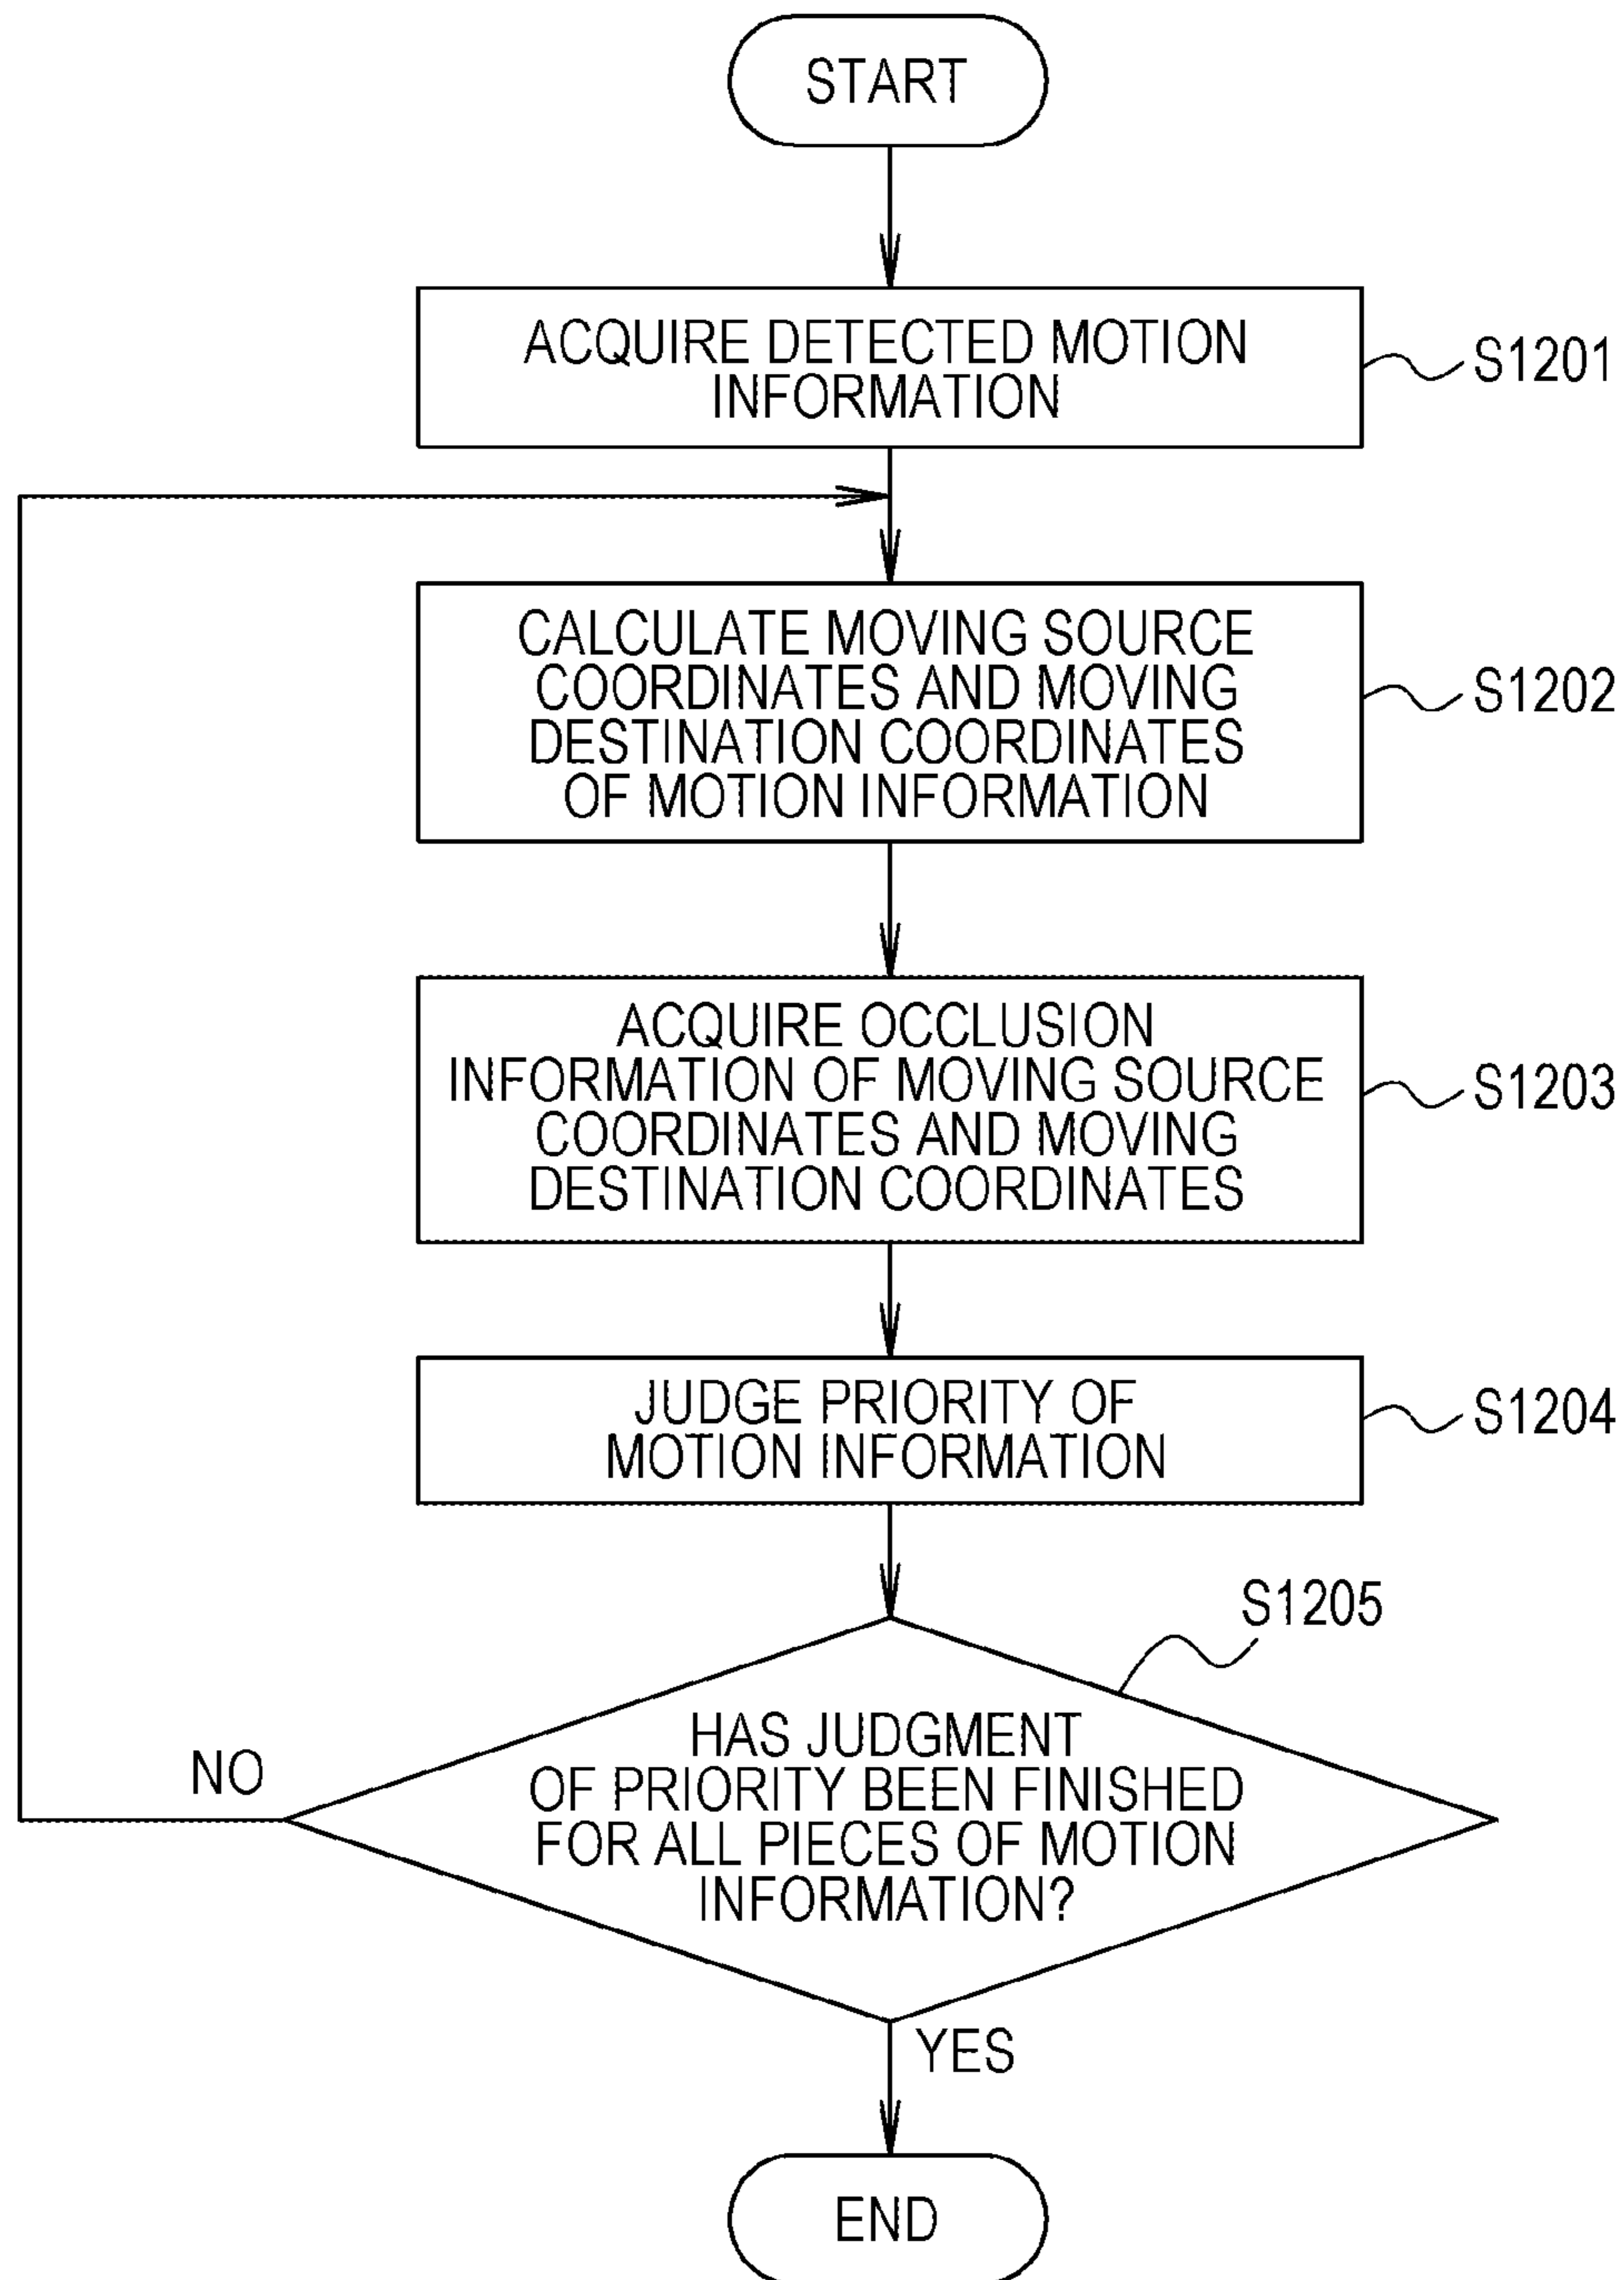 START
ACQUIRE DETECTED MOTION
INFORMATION
S1201
CALCULATE MOVING SOURCE
COORDINATES AND MOVING
DESTINATION COORDINATES
OF MOTION INFORMATION
S1202
ACQUIRE OCCLUSION
INFORMATION OF MOVING SOURCE
COORDINATES AND MOVING
DESTINATION COORDINATES
S1203
JUDGE PRIORITY OF
MOTION INFORMATION
S1204
S1205
HAS JUDGMENT
OF PRIORITY BEEN FINISHED
FOR ALL PIECES OF MOTION
INFORMATION?
NO
YES
END